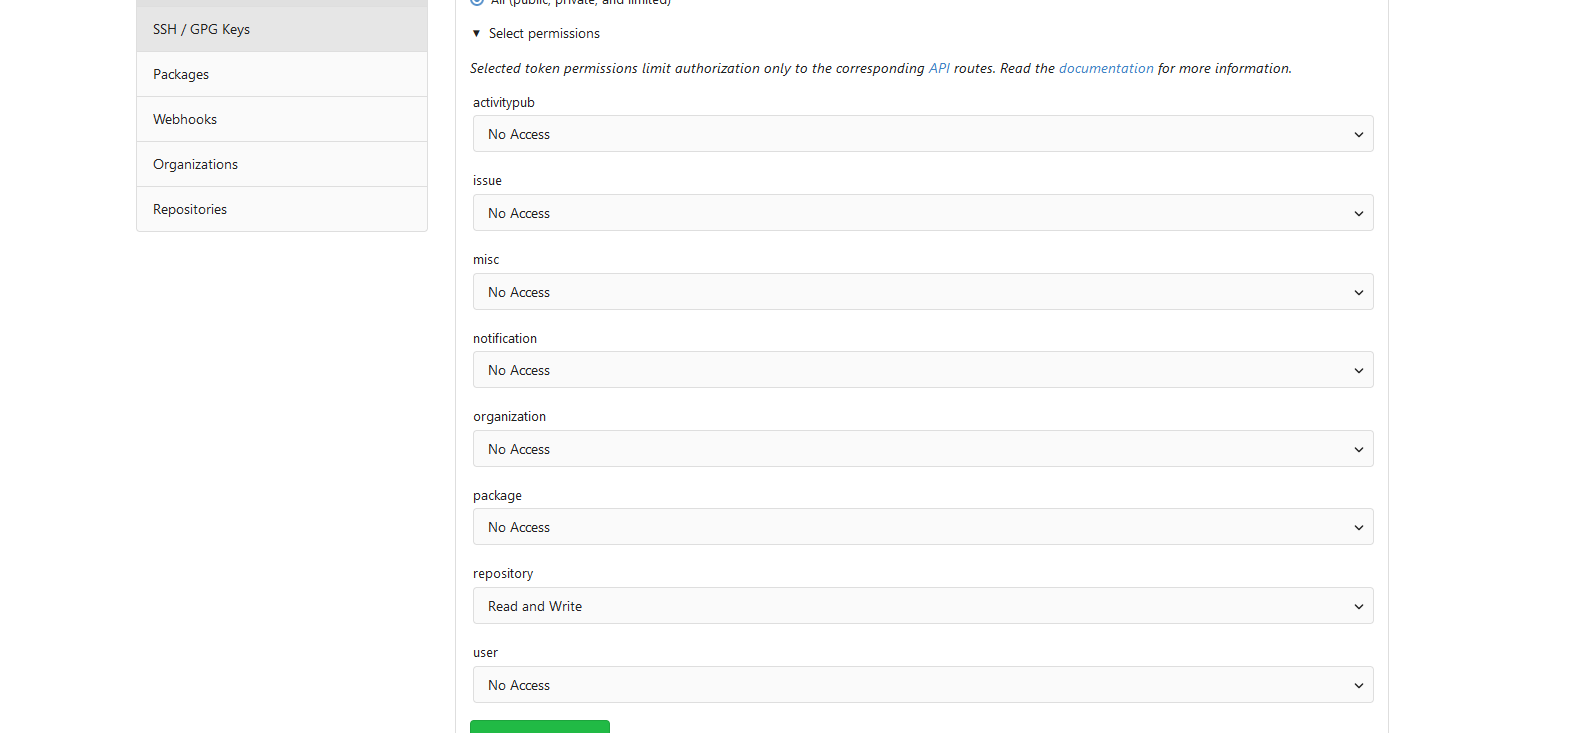 SSH / GPG Keys
Packages
Webhooks
Organizations
Repositories
All (public, private, and limited)
Select permissions
Selected token permissions limit authorization only to the corresponding API routes. Read the documentation for more information.
activitypub
No Access
issue
No Access
misc
No Access
notification
No Access
organization
No Access
package
No Access
repository
Read and Write
user
No Access